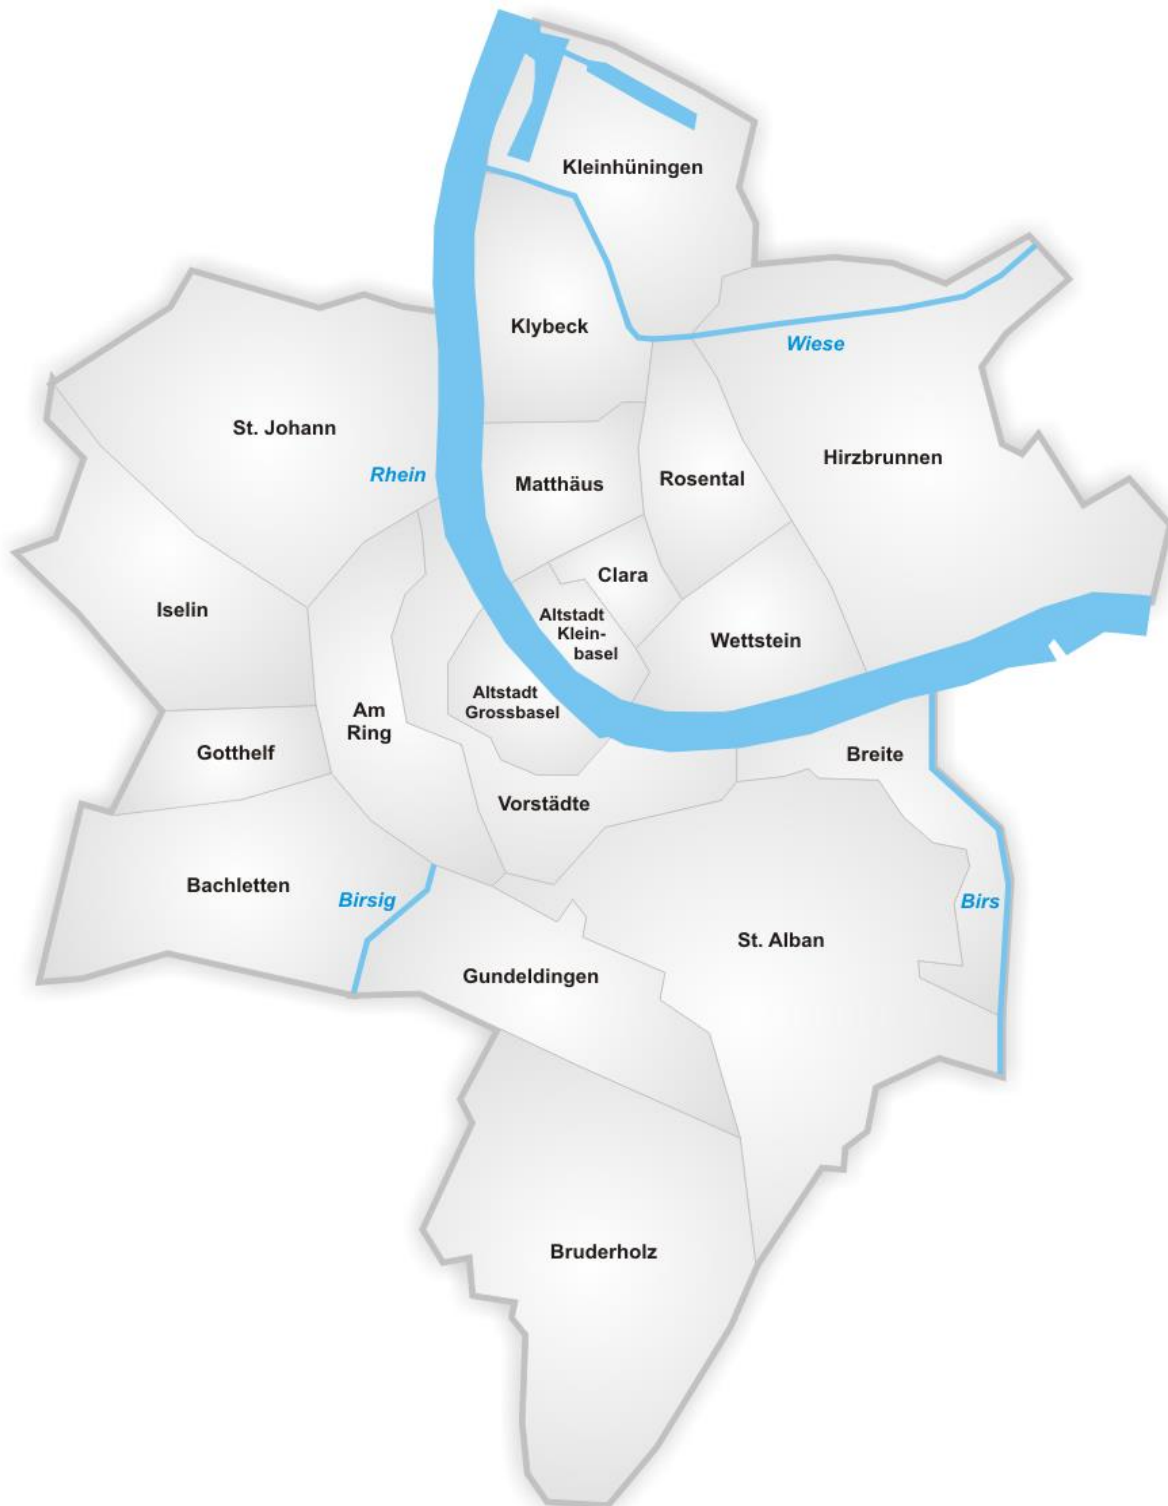 Kleinhüningen
Klybeck
Wiese
St. Johann
Hirzbrunnen
Rhein
Matthäus
Rosental
Clara
Iselin
Altstadt
Klein-
basel
Wettstein
Altstadt
Grossbasel
Am
Ring
Gotthelf
Breite
Vorstädte
Bachletten
Birsig
Birs
St. Alban
Gundeldingen
Bruderholz